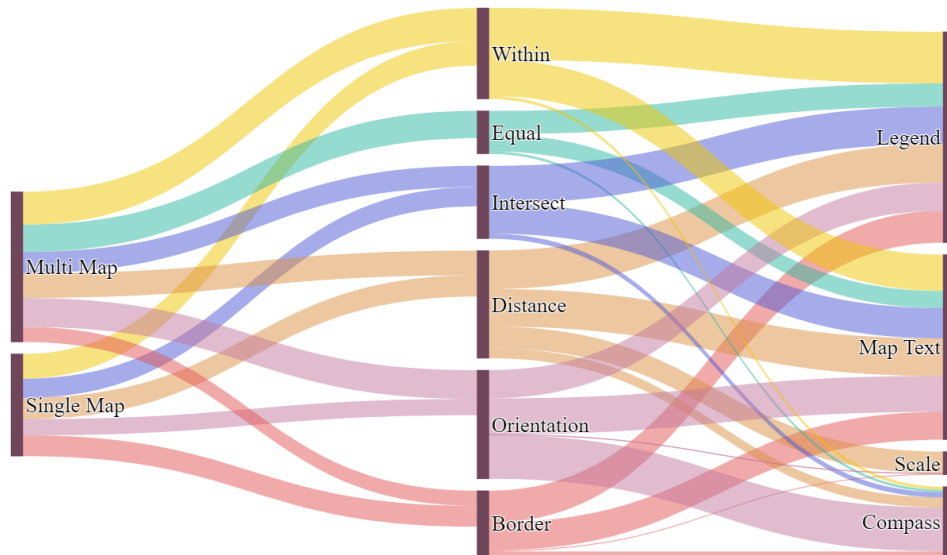 Multi Map
Single Map
Within
Equal
Intersect
Distance
Orientation
Border
Legend
Map Text
Scale
Compass